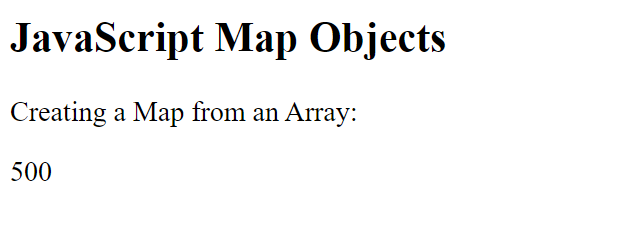 JavaScript Map Objects
Creating a Map from an Array:
500